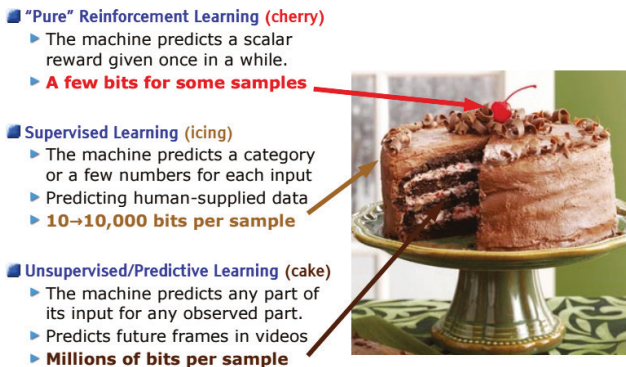 "Pure" Reinforcement Learning (cherry)
The machine predicts a scalar
reward given once in a while.
A few bits for some samples
Supervised Learning (icing)
The machine predicts a category
or a few numbers for each input
Predicting human-supplied data
10→10,000 bits per sample
Unsupervised/Predictive Learning (cake)
The machine predicts any part of
its input for any observed part.
Predicts future frames in videos
Millions of bits per sample